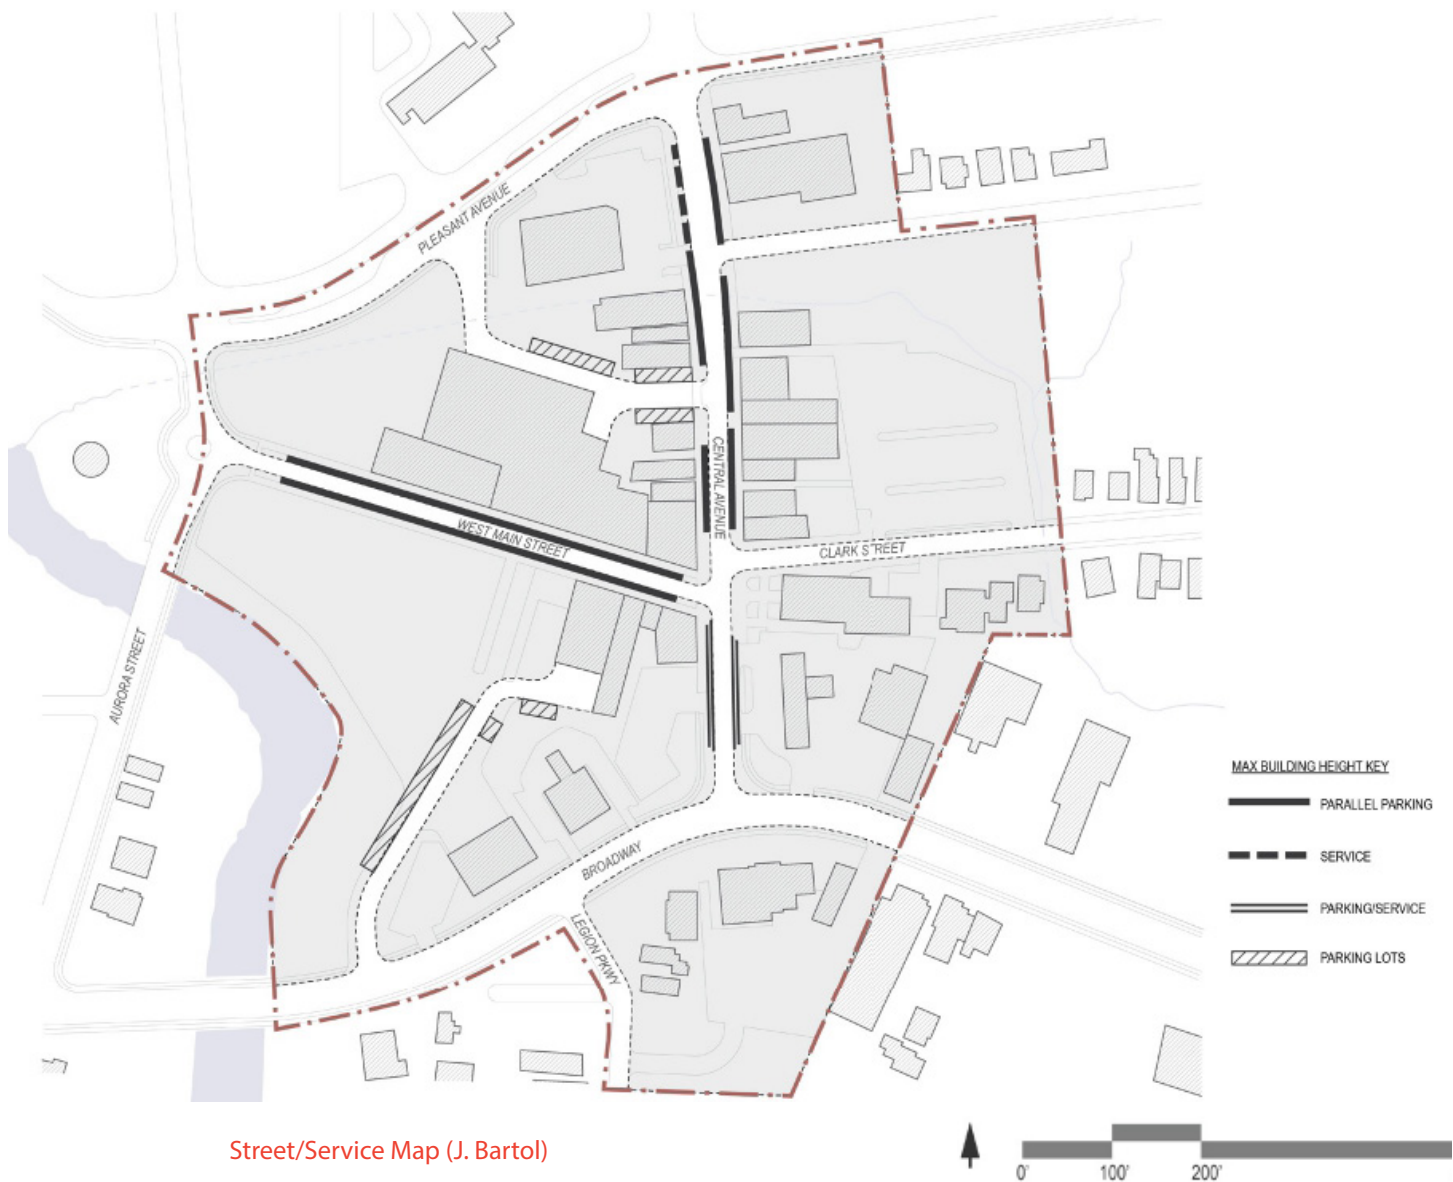 PLEASANT AVENUE
CENTRAL AVENUE
WEST MAIN STREET
CLARK STREET
AURORA STREET
BROADWAY
LEGION PKWY
MAX BUILDING HEIGHT KEY
PARALLEL PARKING
SERVICE
PARKING/SERVICE
PARKING LOTS
Street/Service Map (J. Bartol)
0' 100' 200'